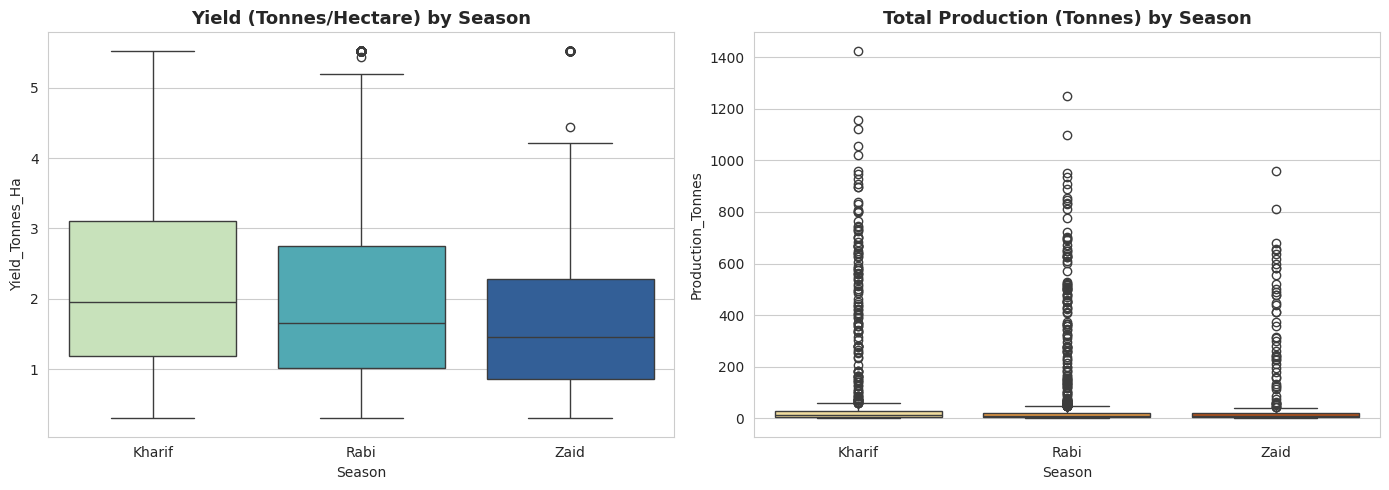 Yield (Tonnes/Hectare) by Season
Yield_Tonnes_Ha
5
4
3
2
1
Kharif
Rabi
Zaid
Season
Total Production (Tonnes) by Season
Production_Tonnes
1400
1200
1000
800
600
400
200
0
Kharif
Rabi
Zaid
Season